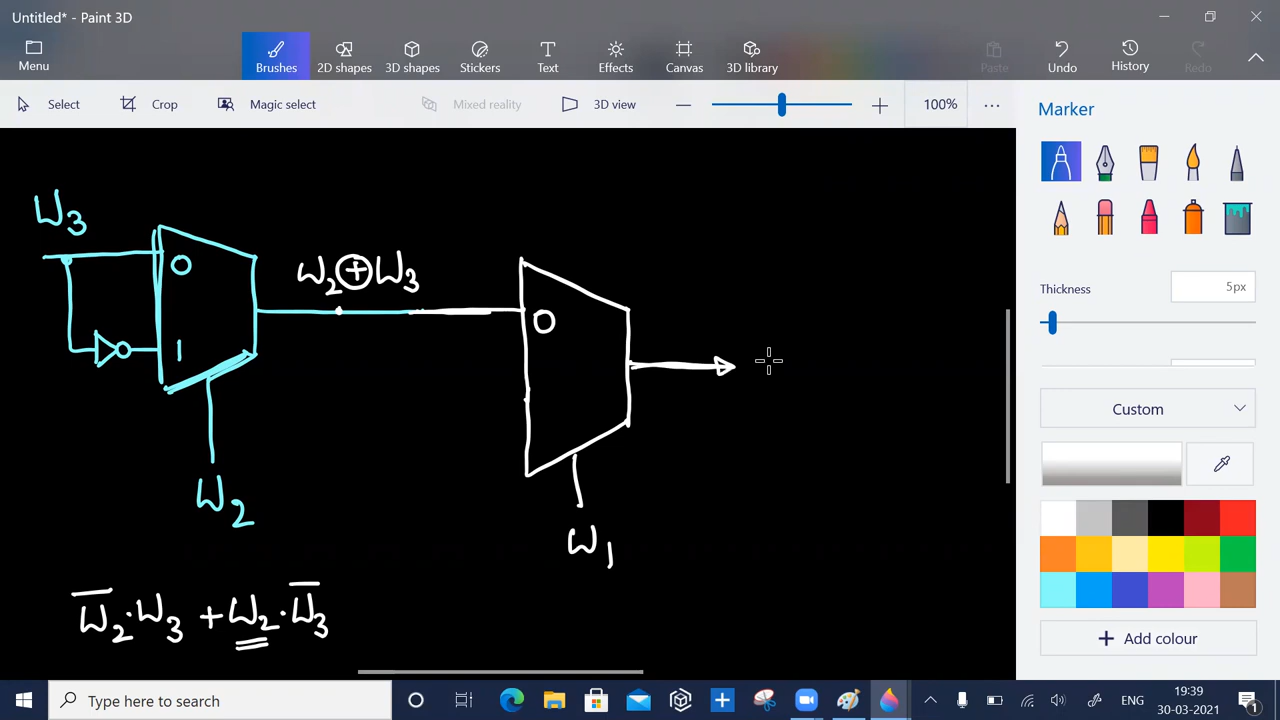 Untitled* - Paint 3D
Menu
Brushes
2D shapes
3D shapes
Stickers
Text
Effects
Canvas
3D library
Paste
Undo
History
Redo
Select
Crop
Magic select
Mixed reality
3D view
100%
Marker
Thickness
5px
Custom
Add colour
W3
0
1
W2
W2 ⊕ W3
0
W1
W̅2·W3 + W2·W̅3
Type here to search
ENG
19:39
30-03-2021
1